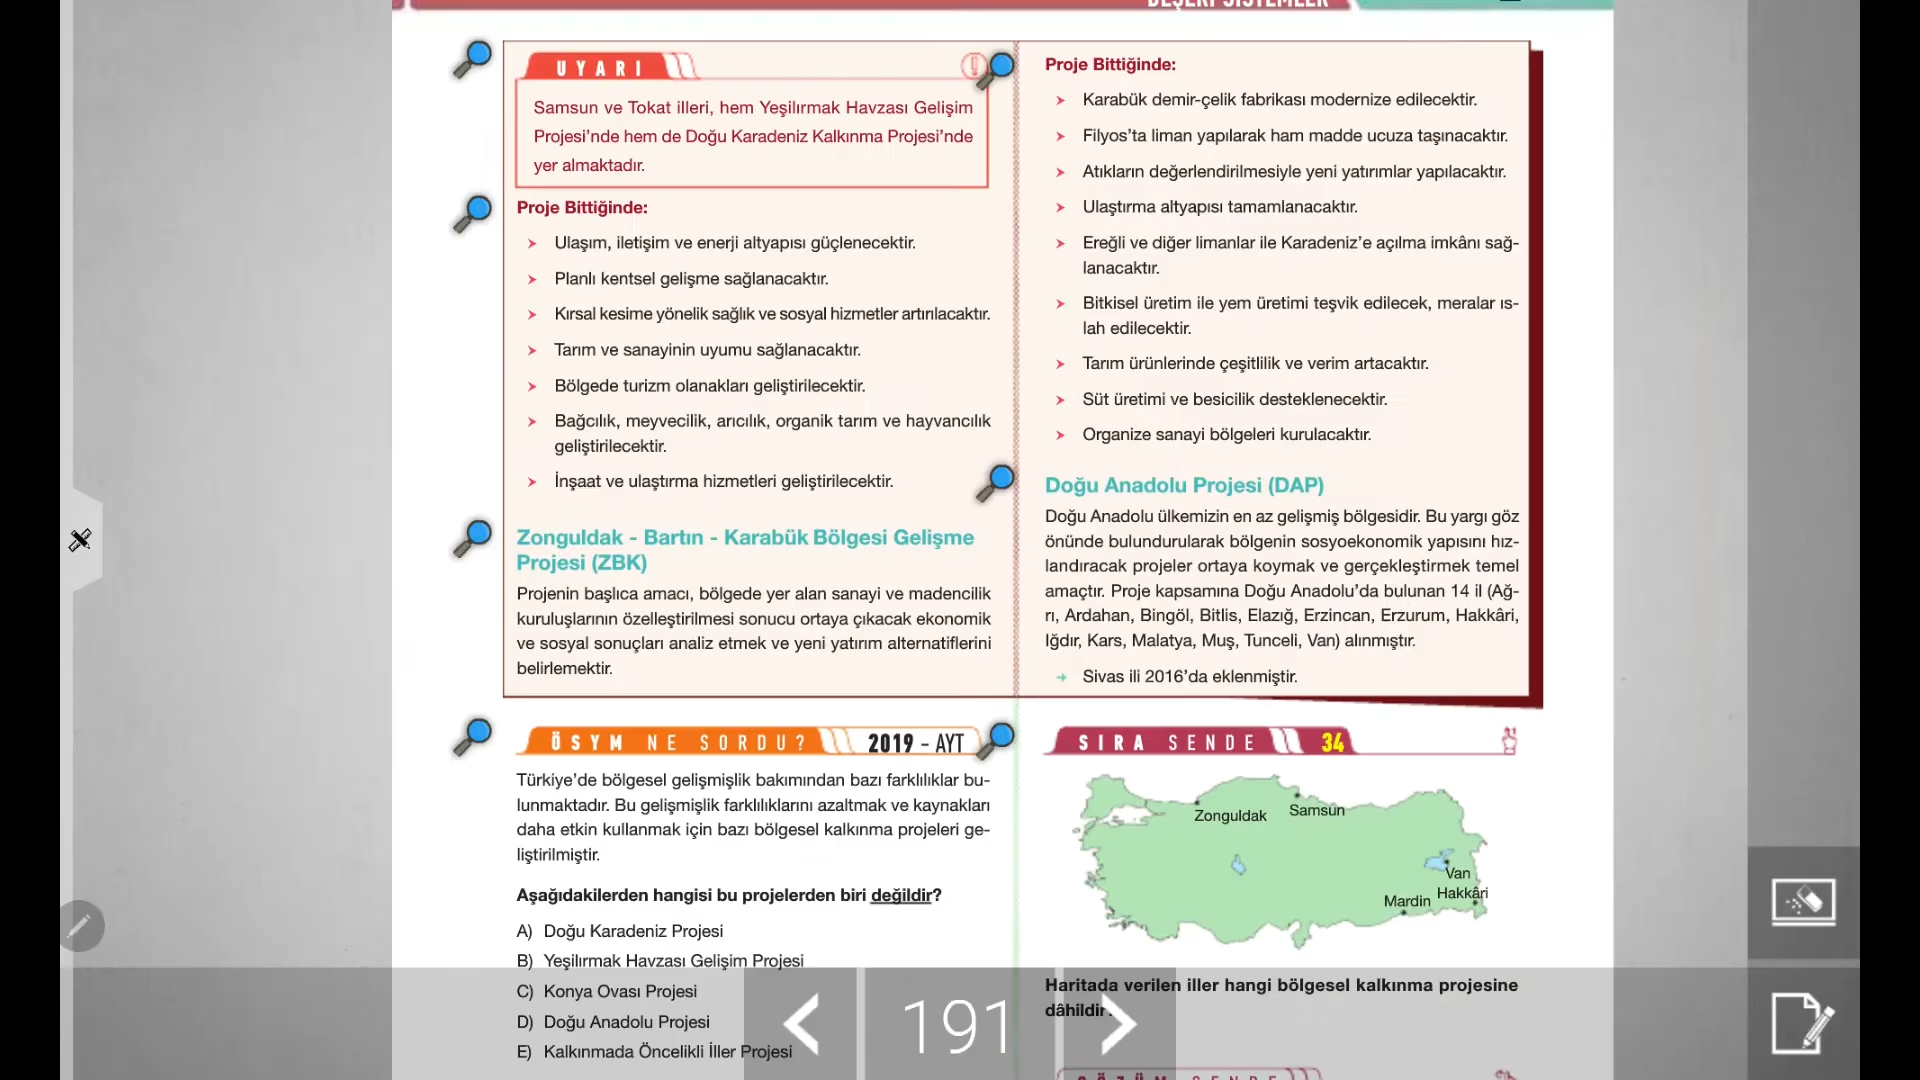 BEŞERİ SİSTEMLER
UYARI
Samsun ve Tokat illeri, hem Yeşilırmak Havzası Gelişim
Projesi’nde hem de Doğu Karadeniz Kalkınma Projesi’nde
yer almaktadır.
Proje Bittiğinde:
Ulaşım, iletişim ve enerji altyapısı güçlenecektir.
Planlı kentsel gelişme sağlanacaktır.
Kırsal kesime yönelik sağlık ve sosyal hizmetler artırılacaktır.
Tarım ve sanayinin uyumu sağlanacaktır.
Bölgede turizm olanakları geliştirilecektir.
Bağcılık, meyvecilik, arıcılık, organik tarım ve hayvancılık
geliştirilecektir.
İnşaat ve ulaştırma hizmetleri geliştirilecektir.
Zonguldak - Bartın - Karabük Bölgesi Gelişme
Projesi (ZBK)
Projenin başlıca amacı, bölgede yer alan sanayi ve madencilik
kuruluşlarının özelleştirilmesi sonucu ortaya çıkacak ekonomik
ve sosyal sonuçları analiz etmek ve yeni yatırım alternatiflerini
belirlemektir.
Proje Bittiğinde:
Karabük demir-çelik fabrikası modernize edilecektir.
Filyos’ta liman yapılarak ham madde ucuza taşınacaktır.
Atıkların değerlendirilmesiyle yeni yatırımlar yapılacaktır.
Ulaştırma altyapısı tamamlanacaktır.
Ereğli ve diğer limanlar ile Karadeniz’e açılma imkânı sağ-
lanacaktır.
Bitkisel üretim ile yem üretimi teşvik edilecek, meralar ıs-
lah edilecektir.
Tarım ürünlerinde çeşitlilik ve verim artacaktır.
Süt üretimi ve besicilik desteklenecektir.
Organize sanayi bölgeleri kurulacaktır.
Doğu Anadolu Projesi (DAP)
Doğu Anadolu ülkemizin en az gelişmiş bölgesidir. Bu yargı göz
önünde bulundurularak bölgenin sosyoekonomik yapısını hız-
landıracak projeler ortaya koymak ve gerçekleştirmek temel
amaçtır. Proje kapsamına Doğu Anadolu’da bulunan 14 il (Ağ-
rı, Ardahan, Bingöl, Bitlis, Elazığ, Erzincan, Erzurum, Hakkâri,
Iğdır, Kars, Malatya, Muş, Tunceli, Van) alınmıştır.
Sivas ili 2016’da eklenmiştir.
ÖSYM NE SORDU? 2019 - AYT
Türkiye’de bölgesel gelişmişlik bakımından bazı farklılıklar bu-
lunmaktadır. Bu gelişmişlik farklılıklarını azaltmak ve kaynakları
daha etkin kullanmak için bazı bölgesel kalkınma projeleri ge-
liştirilmiştir.
Aşağıdakilerden hangisi bu projelerden biri değildir?
A) Doğu Karadeniz Projesi
B) Yeşilırmak Havzası Gelişim Projesi
C) Konya Ovası Projesi
D) Doğu Anadolu Projesi
E) Kalkınmada Öncelikli İller Projesi
SIRA SENDE 34
Zonguldak
Samsun
Van
Hakkâri
Mardin
Haritada verilen iller hangi bölgesel kalkınma projesine
dâhildir
191